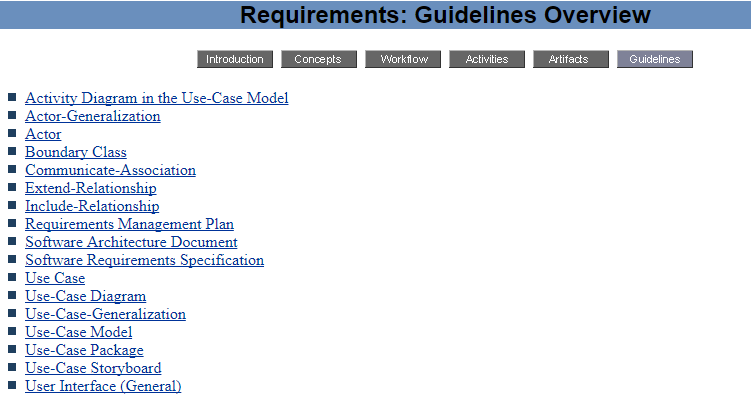 Requirements: Guidelines Overview
Introduction Concepts Workflow Activities Artifacts Guidelines
Activity Diagram in the Use-Case Model
Actor-Generalization
Actor
Boundary Class
Communicate-Association
Extend-Relationship
Include-Relationship
Requirements Management Plan
Software Architecture Document
Software Requirements Specification
Use Case
Use-Case Diagram
Use-Case-Generalization
Use-Case Model
Use-Case Package
Use-Case Storyboard
User Interface (General)